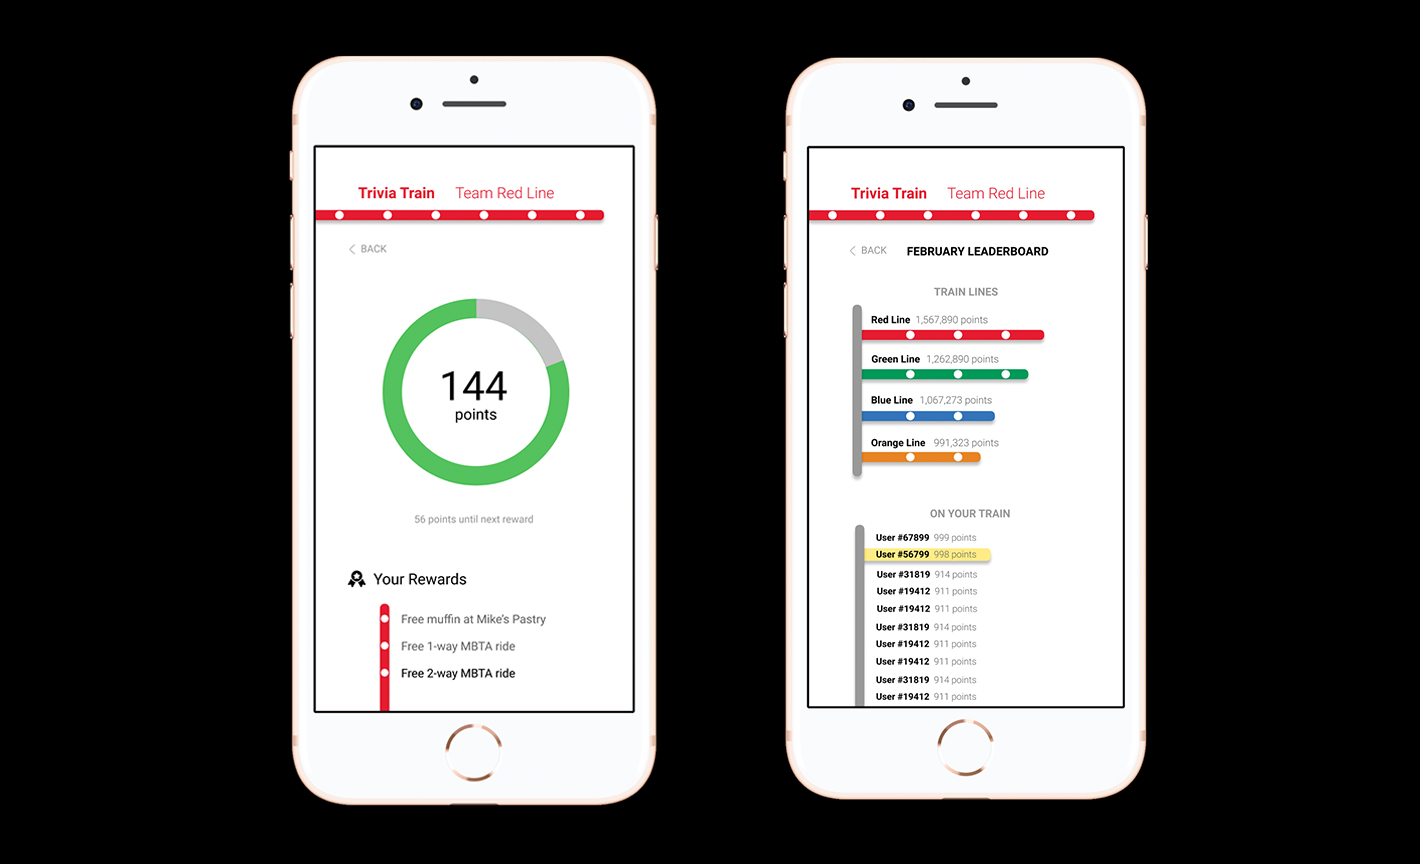 Trivia Train Team Red Line
BACK
144
points
56 points until next reward
Your Rewards
Free muffin at Mike's Pastry
Free 1-way MBTA ride
Free 2-way MBTA ride
Trivia Train Team Red Line
BACK FEBRUARY LEADERBOARD
TRAIN LINES
Red Line 1,567,890 points
Green Line 1,262,890 points
Blue Line 1,067,273 points
Orange Line 991,323 points
ON YOUR TRAIN
User #67899 999 points
User #56799 998 points
User #31819 914 points
User #19412 911 points
User #19412 911 points
User #31819 914 points
User #19412 911 points
User #19412 911 points
User #31819 914 points
User #19412 911 points